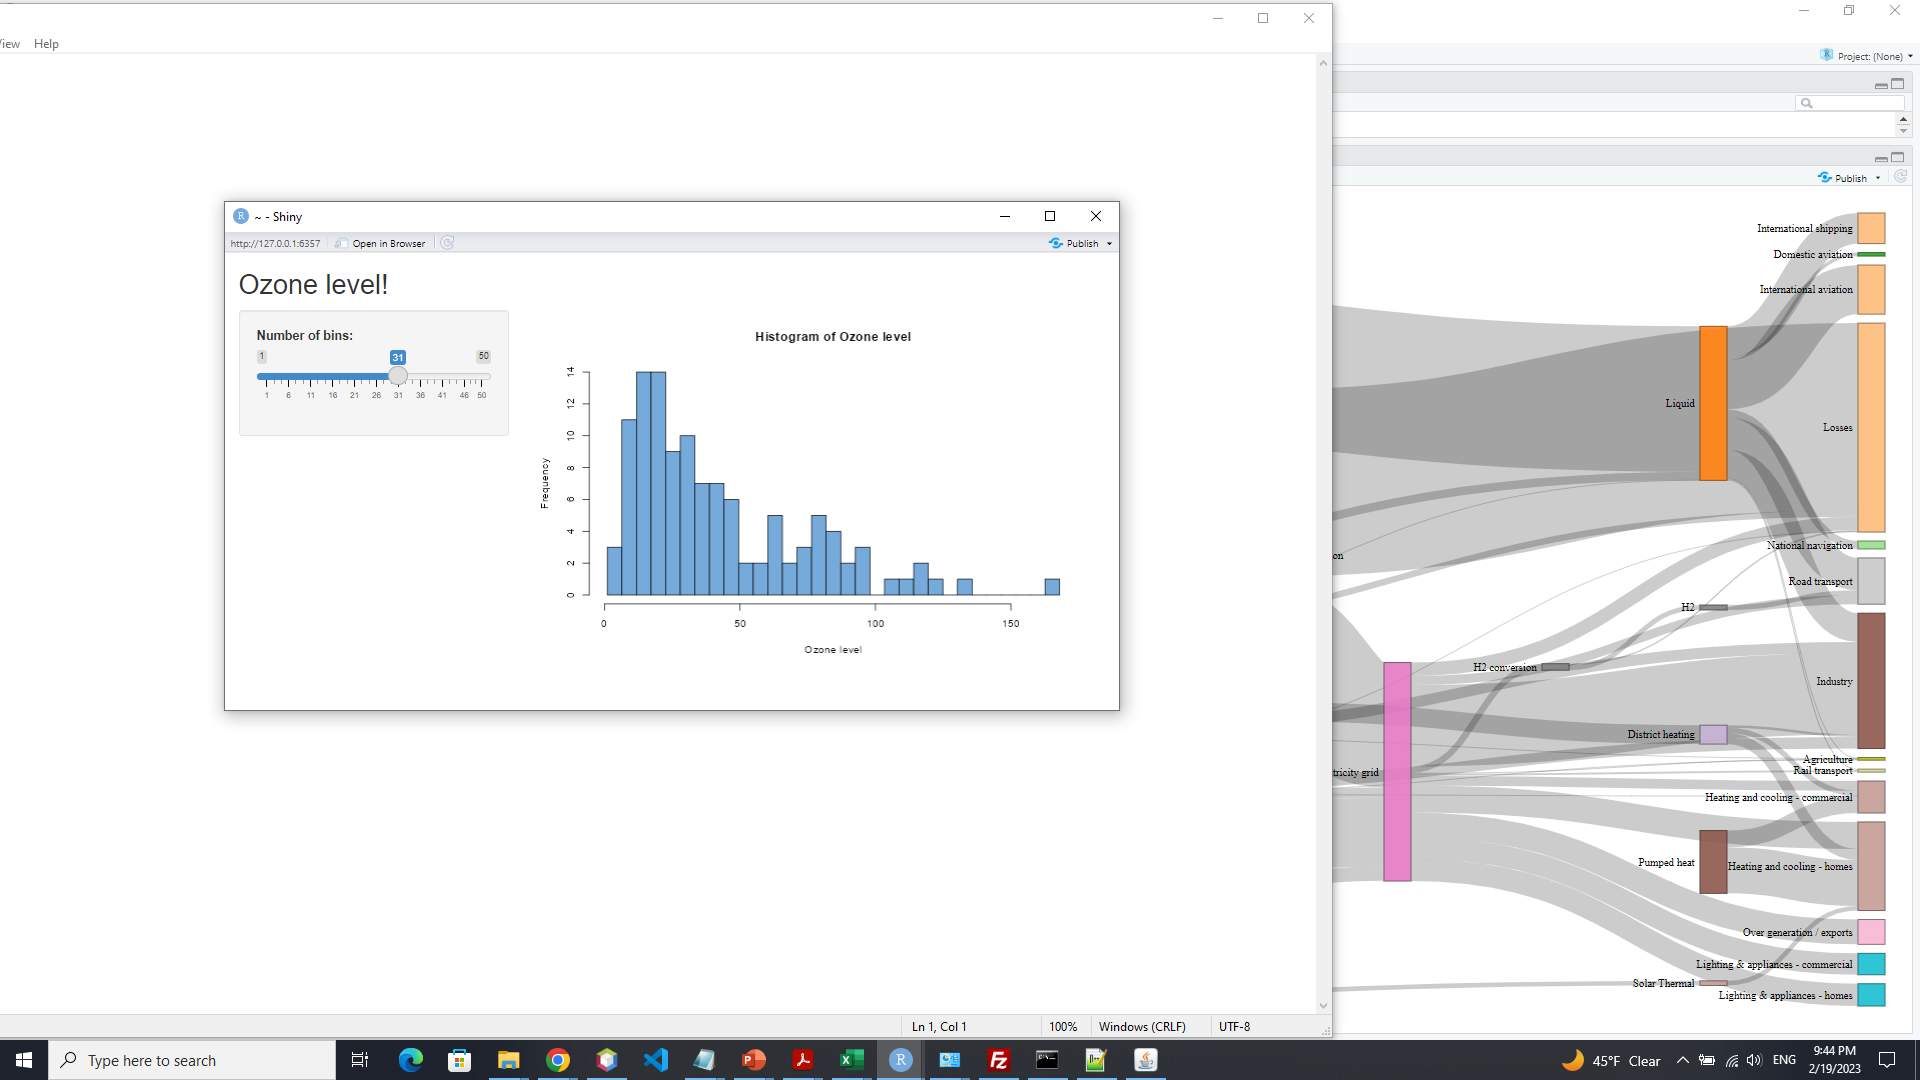 View Help
~ - Shiny
http://127.0.0.1:6357 Open in Browser Publish
Ozone level!
Number of bins:
1 31 50
1 6 11 16 21 26 31 36 41 46 50
Histogram of Ozone level
Frequency
14
12
10
8
6
4
2
0
0 50 100 150
Ozone level
Ln 1, Col 1 100% Windows (CRLF) UTF-8
Project: (None)
Publish
International shipping
Domestic aviation
International aviation
Liquid
Losses
National navigation
on
Road transport
H2
H2 conversion
Industry
District heating
Agriculture
Rail transport
tricity grid
Heating and cooling - commercial
Pumped heat
Heating and cooling - homes
Over generation / exports
Lighting & appliances - commercial
Solar Thermal
Lighting & appliances - homes
Type here to search
45°F Clear
ENG
9:44 PM
2/19/2023